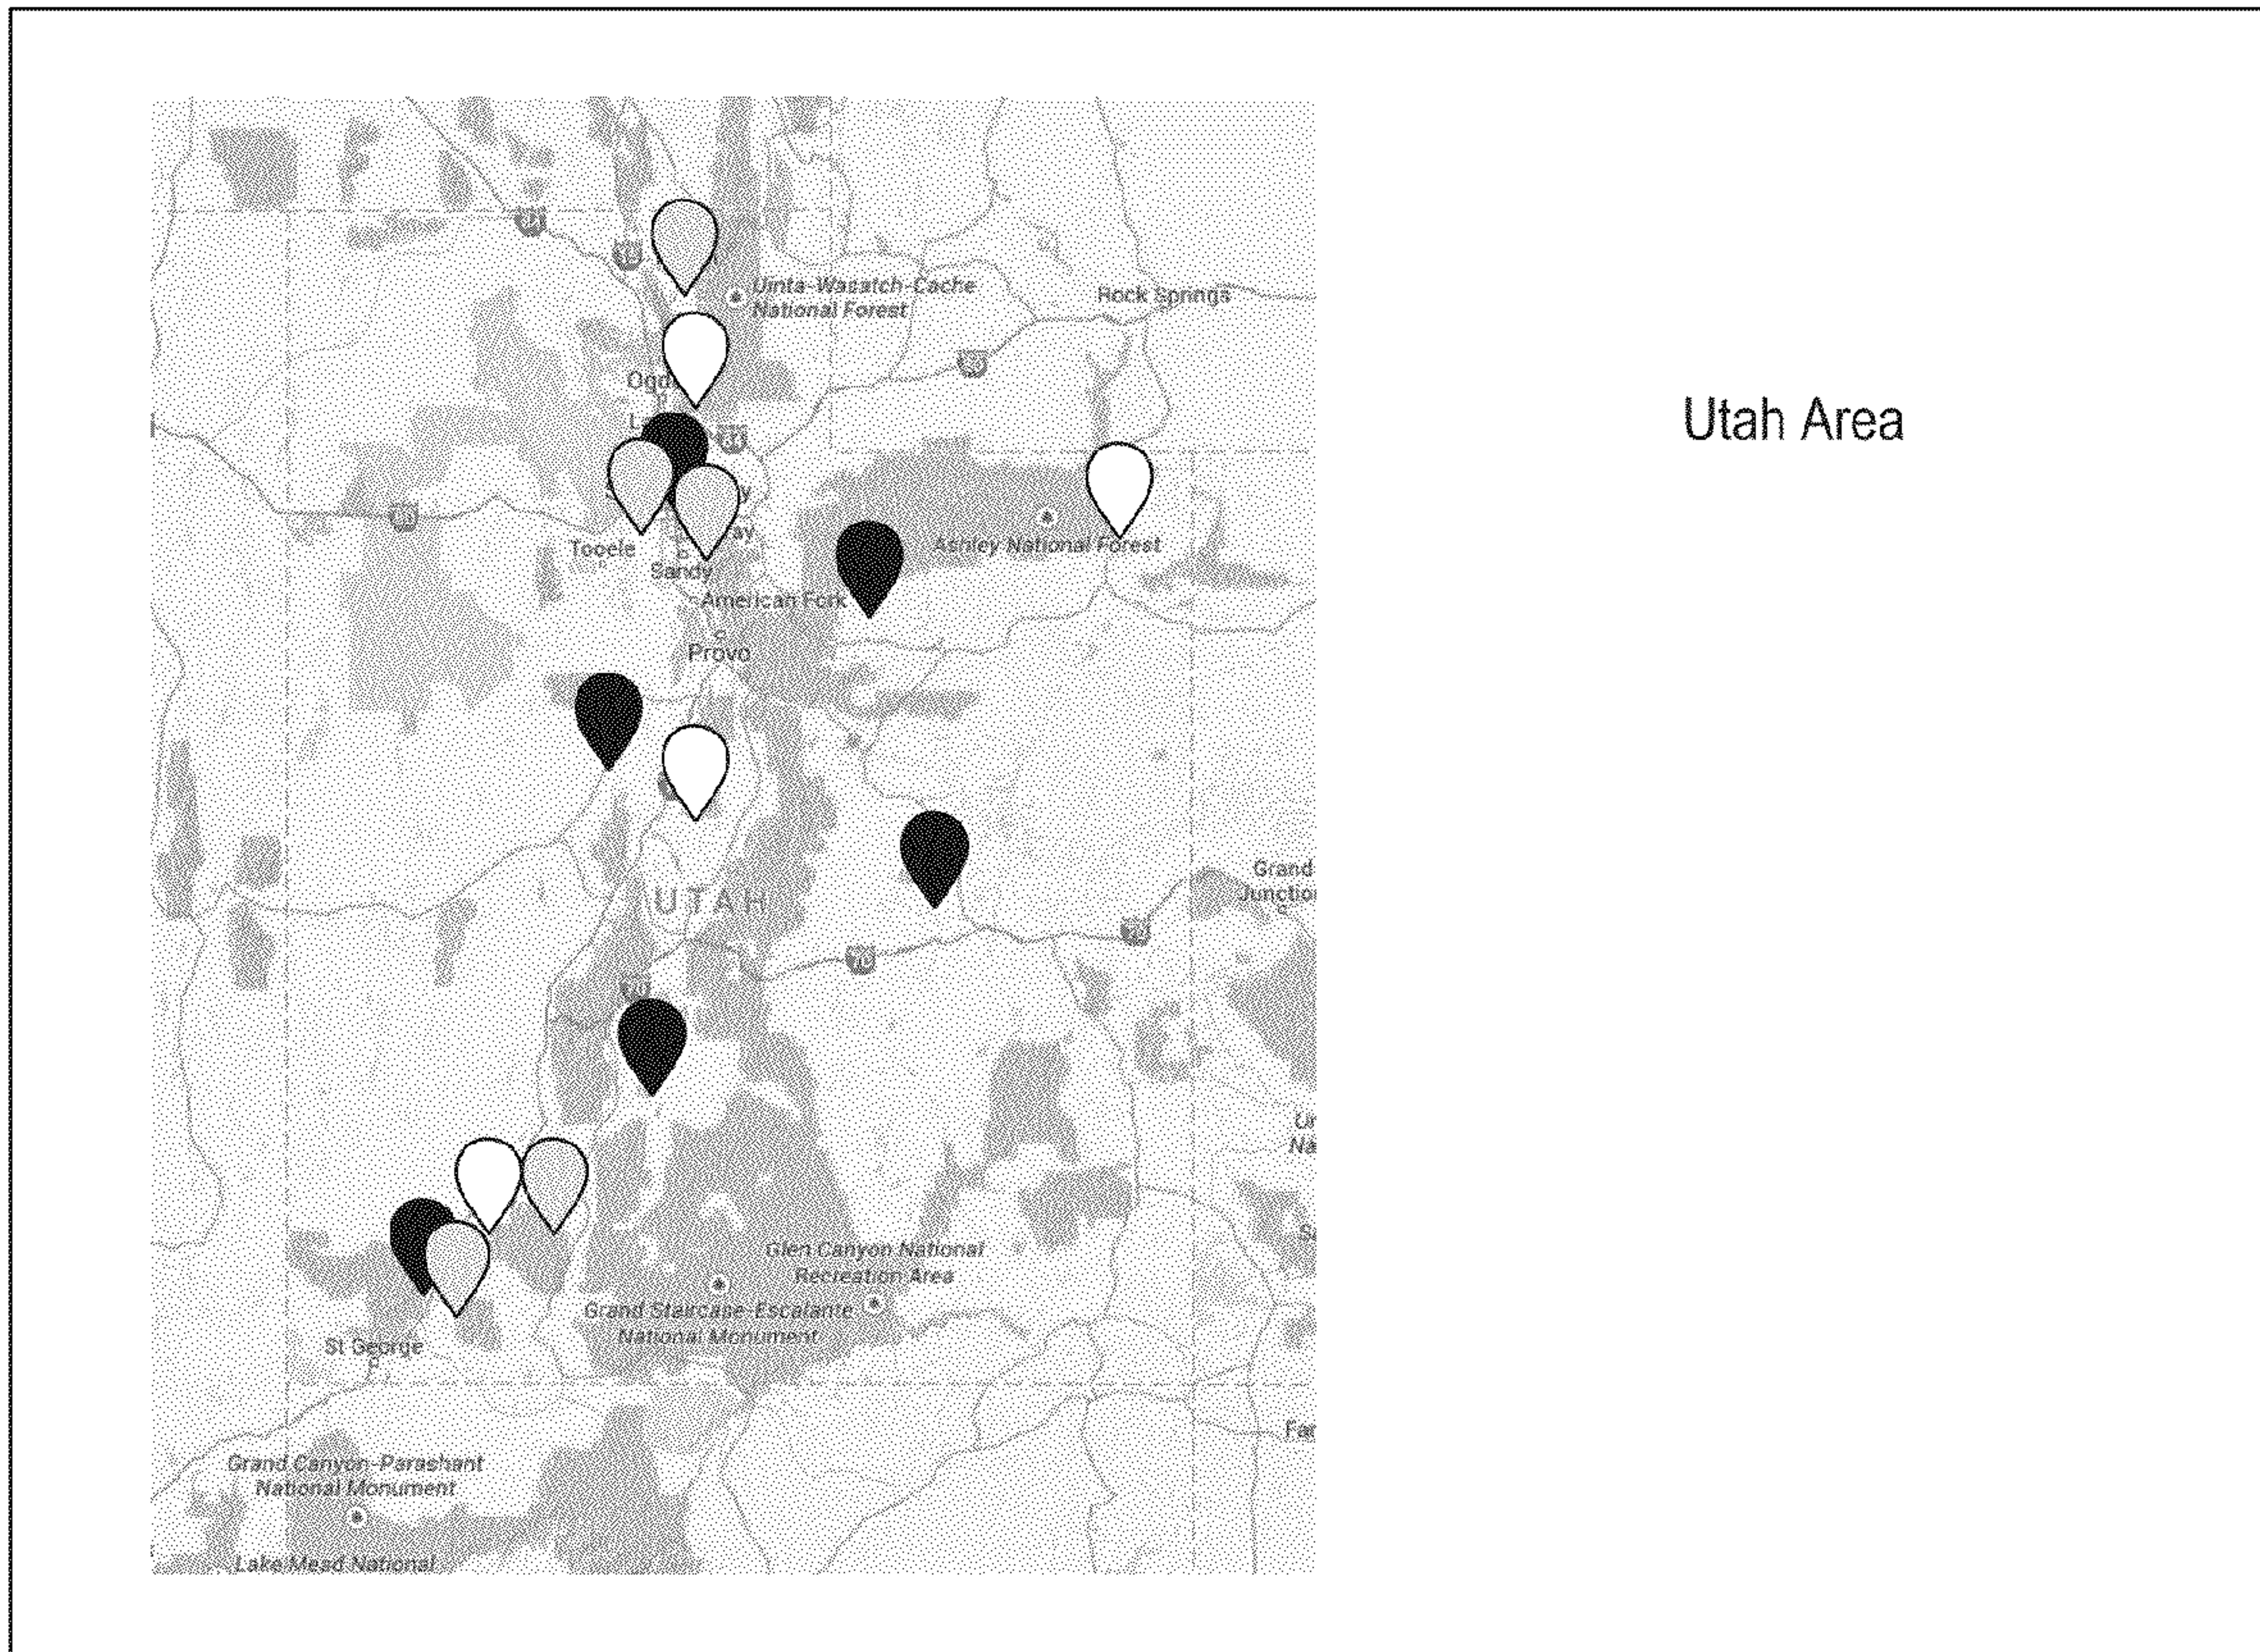 Uinta-Wasatch-Cache
National Forest
Rock Springs
Utah Area
Tooele
Ashley National Forest
Sandy
American Fork
Provo
Grand
UTAH
70
70
Glen Canyon National
Recreation Area
Grand Staircase-Escalante
National Monument
St George
Grand Canyon-Parashant
National Monument
Lake Mead National